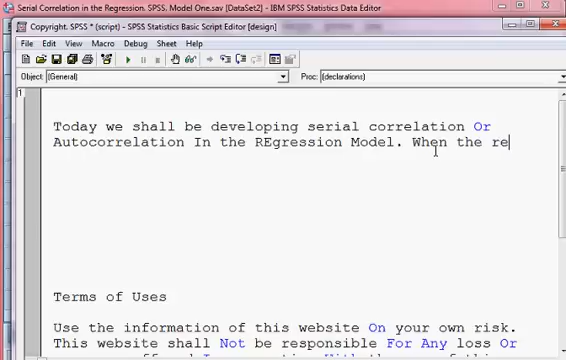 Serial Correlation in the Regression. SPSS. Model One.sav [DataSet2] - IBM SPSS Statistics Data Editor
Copyright. SPSS * (SPSS) - SPSS Statistics Basic Script Editor [design]
File Edit View Macro Debug Sheet Help
Object: (General) Proc: (declarations)
1
Today we shall be developing serial correlation Or
Autocorrelation In the REgression Model. When the re
Terms of Uses
Use the information of this website On your own risk.
This website shall Not be responsible For Any loss Or